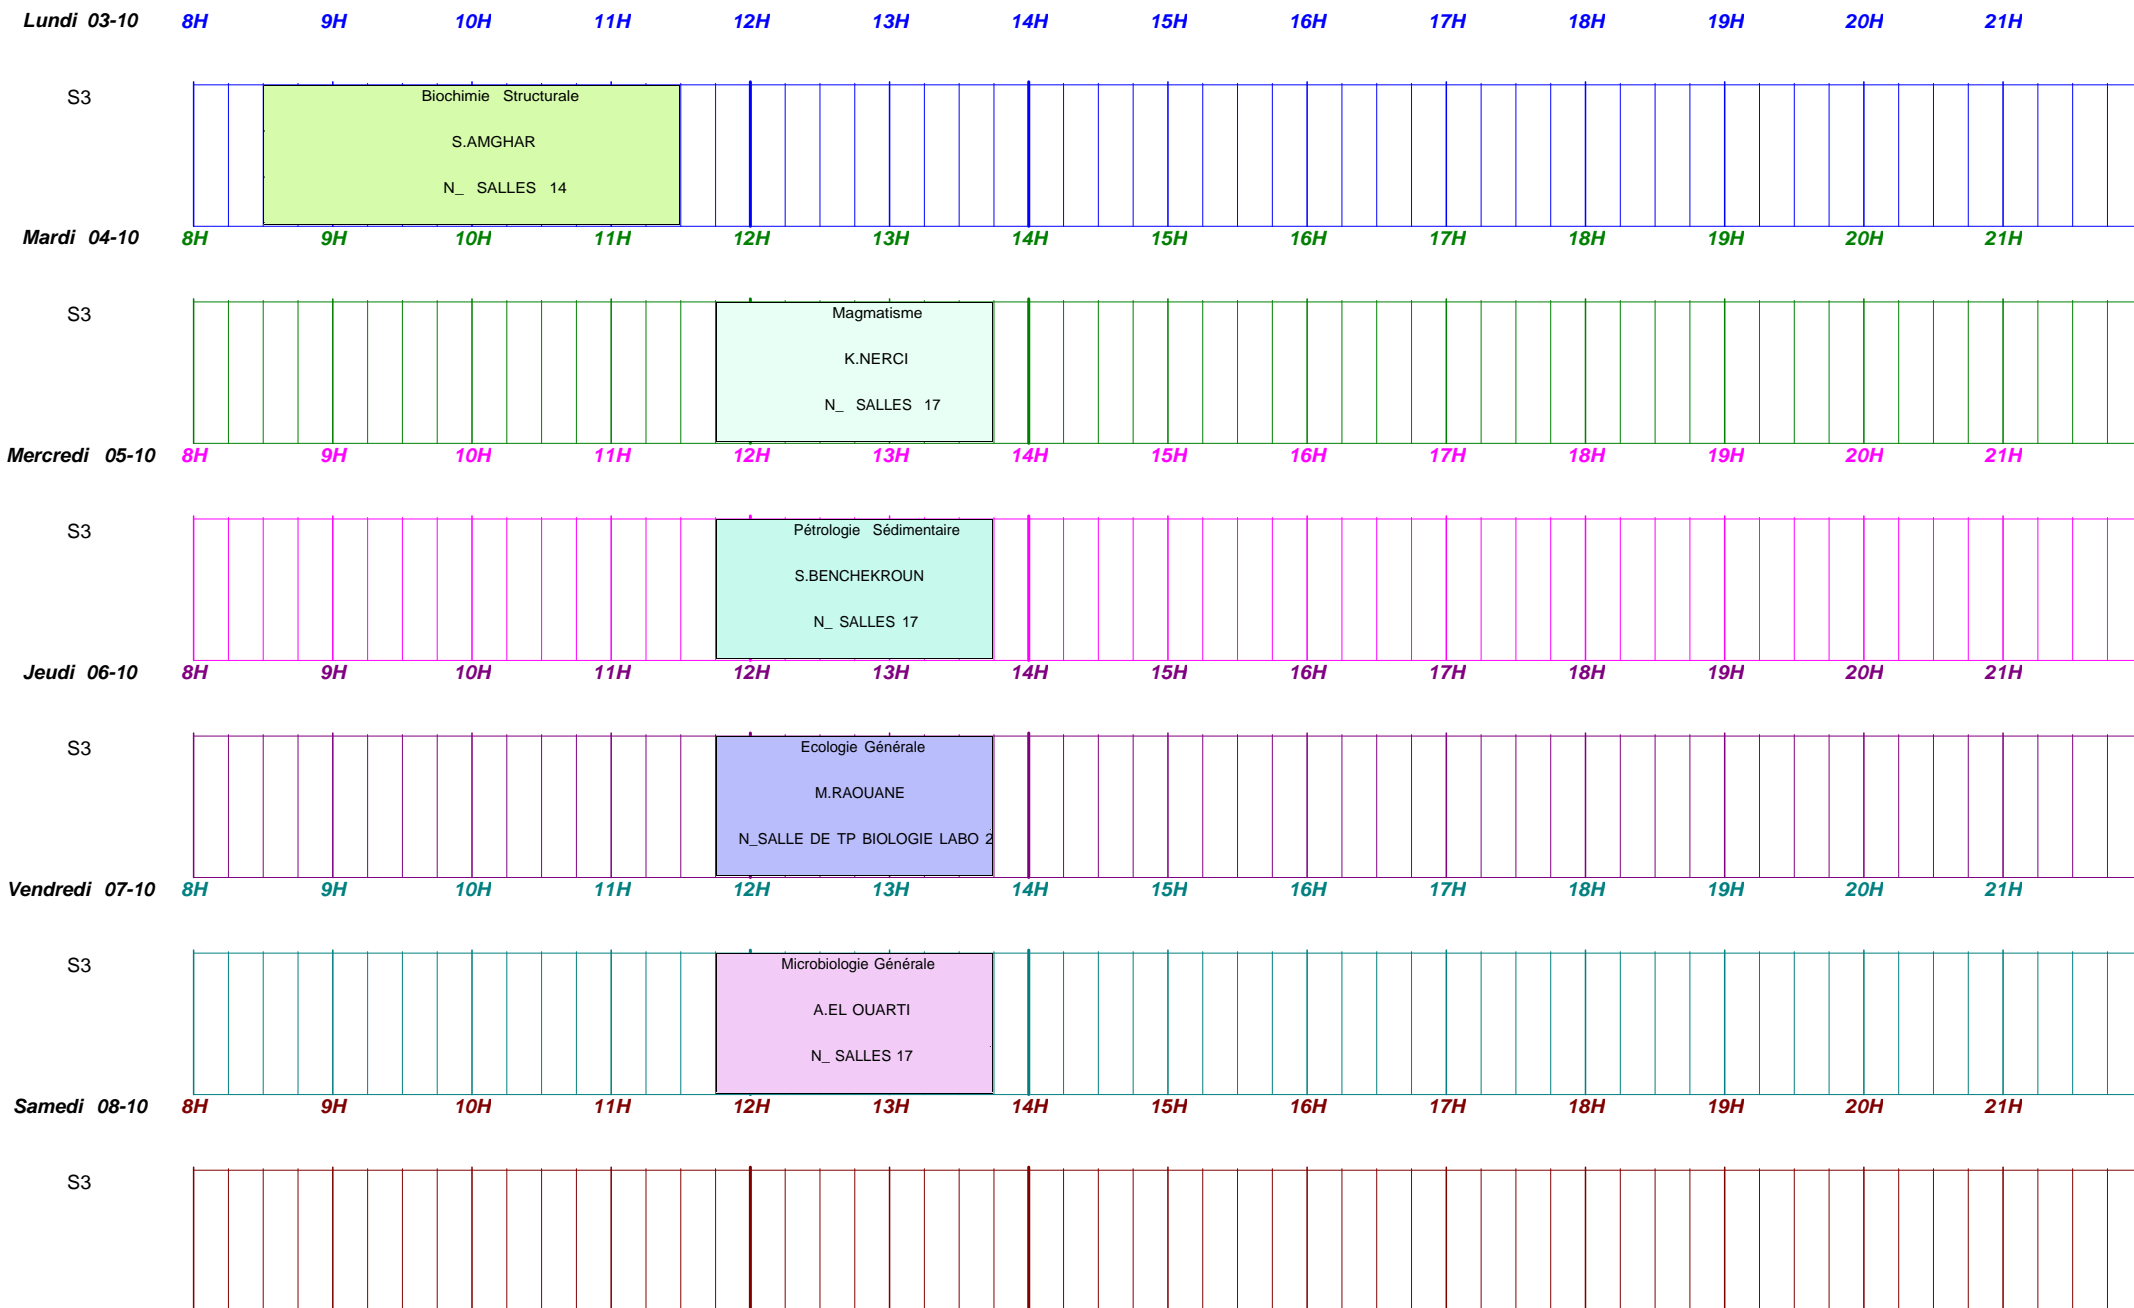 Lundi 03-10 8H 9H 10H 11H 12H 13H 14H 15H 16H 17H 18H 19H 20H 21H
S3
Biochimie Structurale
S.AMGHAR
N_ SALLES 14
Mardi 04-10 8H 9H 10H 11H 12H 13H 14H 15H 16H 17H 18H 19H 20H 21H
S3
Magmatisme
K.NERCI
N_ SALLES 17
Mercredi 05-10 8H 9H 10H 11H 12H 13H 14H 15H 16H 17H 18H 19H 20H 21H
S3
Pétrologie Sédimentaire
S.BENCHEKROUN
N_ SALLES 17
Jeudi 06-10 8H 9H 10H 11H 12H 13H 14H 15H 16H 17H 18H 19H 20H 21H
S3
Ecologie Générale
M.RAOUANE
N_SALLE DE TP BIOLOGIE LABO 2
Vendredi 07-10 8H 9H 10H 11H 12H 13H 14H 15H 16H 17H 18H 19H 20H 21H
S3
Microbiologie Générale
A.EL OUARTI
N_ SALLES 17
Samedi 08-10 8H 9H 10H 11H 12H 13H 14H 15H 16H 17H 18H 19H 20H 21H
S3